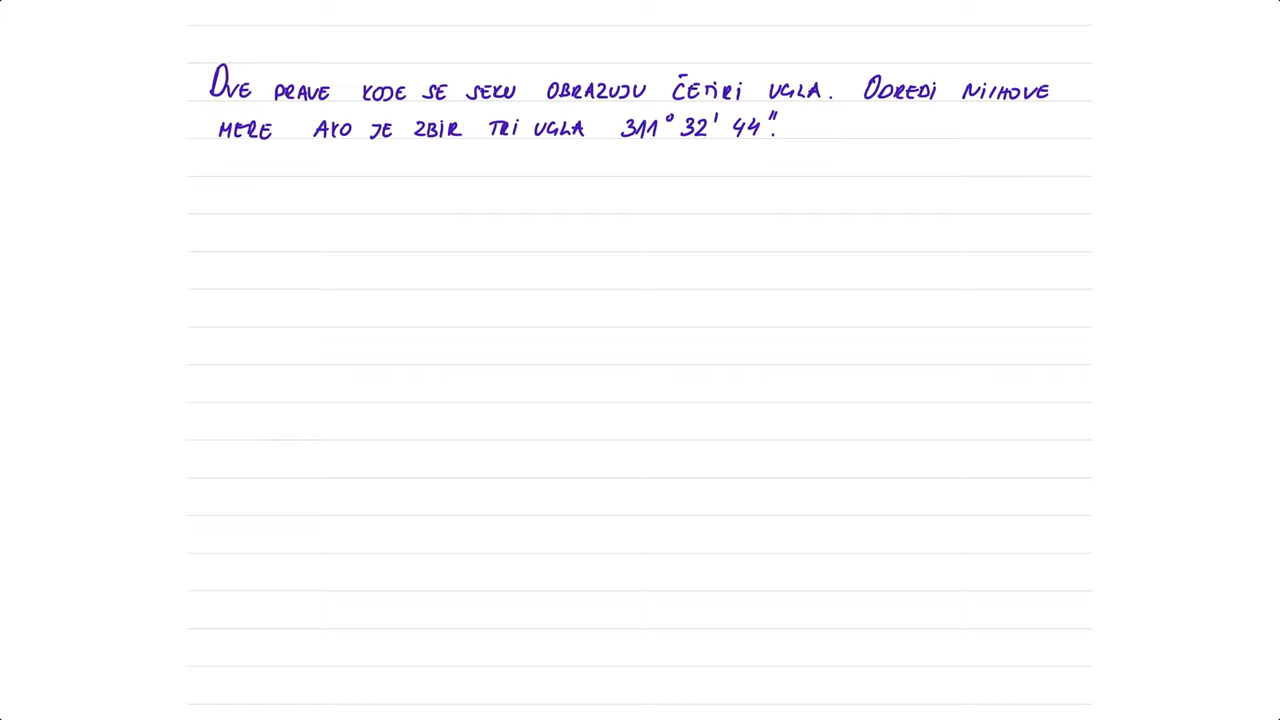 DVE PRAVE KOJE SE SEKU OBRAZUJU ČETIRI UGLA. ODREDI NJIHOVE
MERE AKO JE ZBIR TRI UGLA 311° 32' 44".